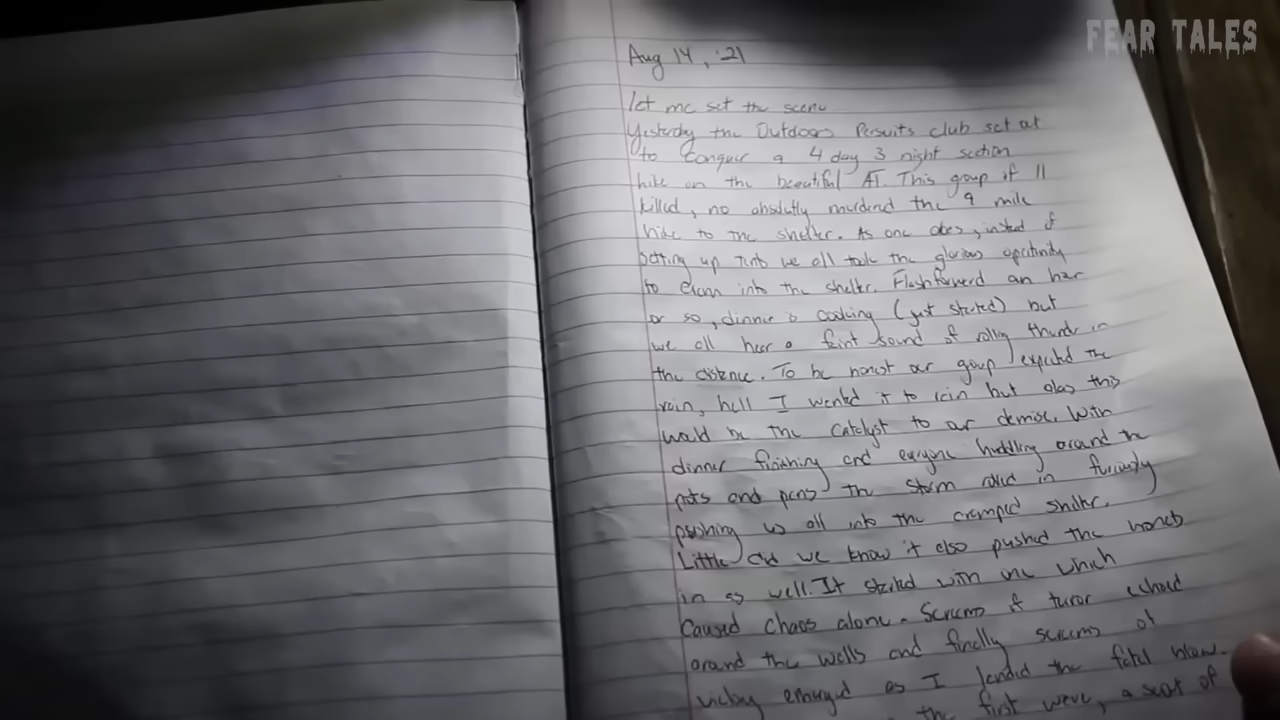 FEAR TALES
Aug 14, '21
let me set the scene
Yesterday the Outdoors Persuits club set out
to conquer a 4 day 3 night section
hike on the beautiful AT. This group of 11
killed, no absolutly murdered the 9 mile
hike to the shelter. As one does, instead of
setting up tents we all took the glorious
to cram into the shelter. Flashforward an hour
or so, dinner is cooking (just started) but
we all hear a faint sound of rolling thunder in
the distance. To be honest our group expected the
rain, hell I wanted it to rain but alas this
would be the catalyst to our demise. With
dinner finishing and everyone huddling around the
pots and pans the storm rolled in furiously
pushing us all into the cramped shelter.
Little did we know it also pushed the
in as well. It started with one which
caused chaos alone. Screams of terror echoed
around the walls and finally screams of
victory emerged as I landed the fatal blow.
the first wave, a scout of